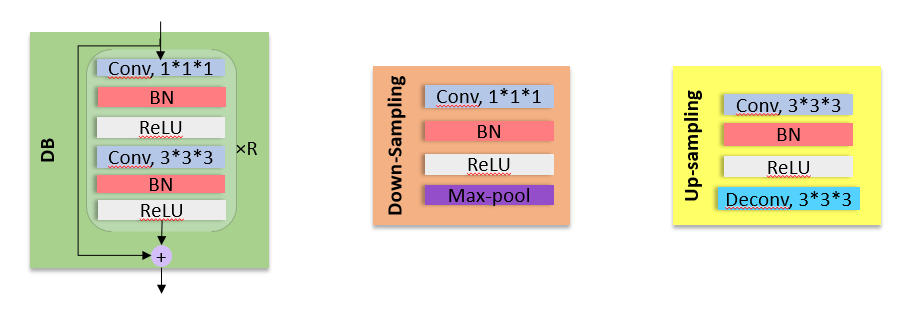 DB
Conv, 1*1*1
BN
ReLU
Conv, 3*3*3
BN
ReLU
×R
+
Down-Sampling
Conv, 1*1*1
BN
ReLU
Max-pool
Up-sampling
Conv, 3*3*3
BN
ReLU
Deconv, 3*3*3